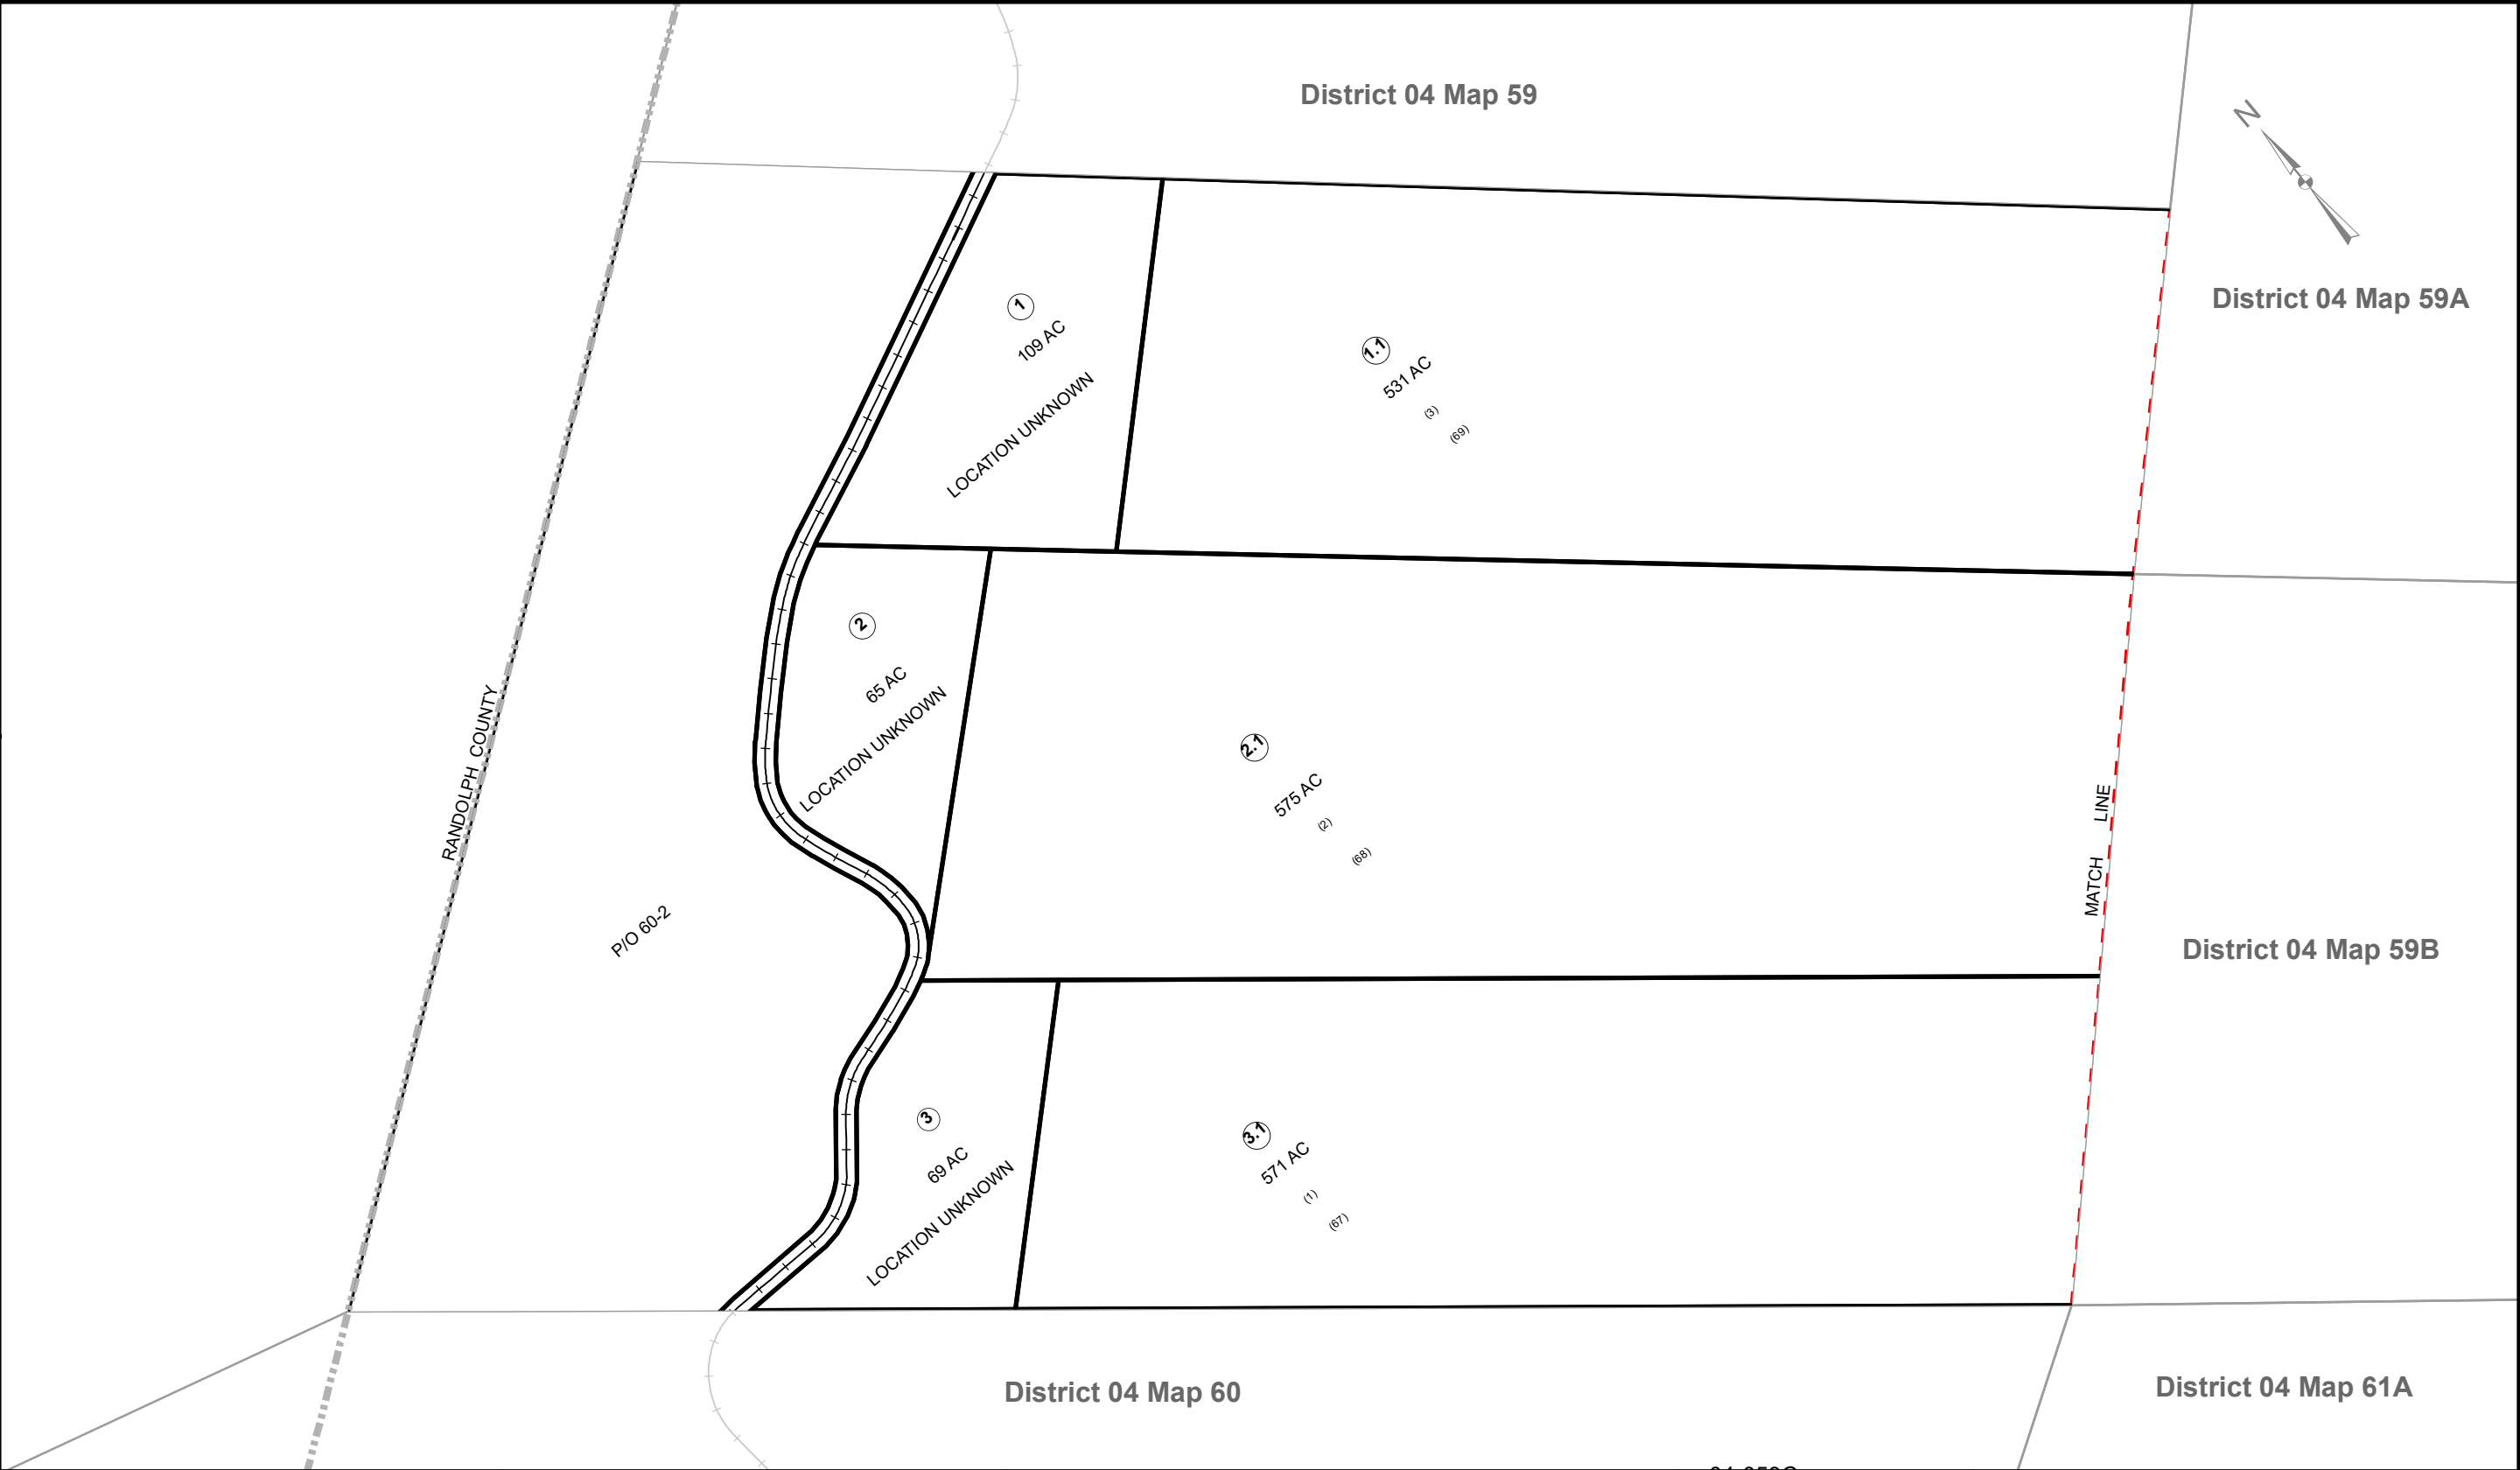 District 04 Map 59
N
District 04 Map 59A
1
109 AC
LOCATION UNKNOWN
1.1
531 AC
(3)
(69)
2
65 AC
LOCATION UNKNOWN
2.1
575 AC
(2)
(68)
RANDOLPH COUNTY
MATCH LINE
P/O 60-2
District 04 Map 59B
3
69 AC
LOCATION UNKNOWN
3.1
571 AC
(1)
(67)
District 04 Map 60
District 04 Map 61A